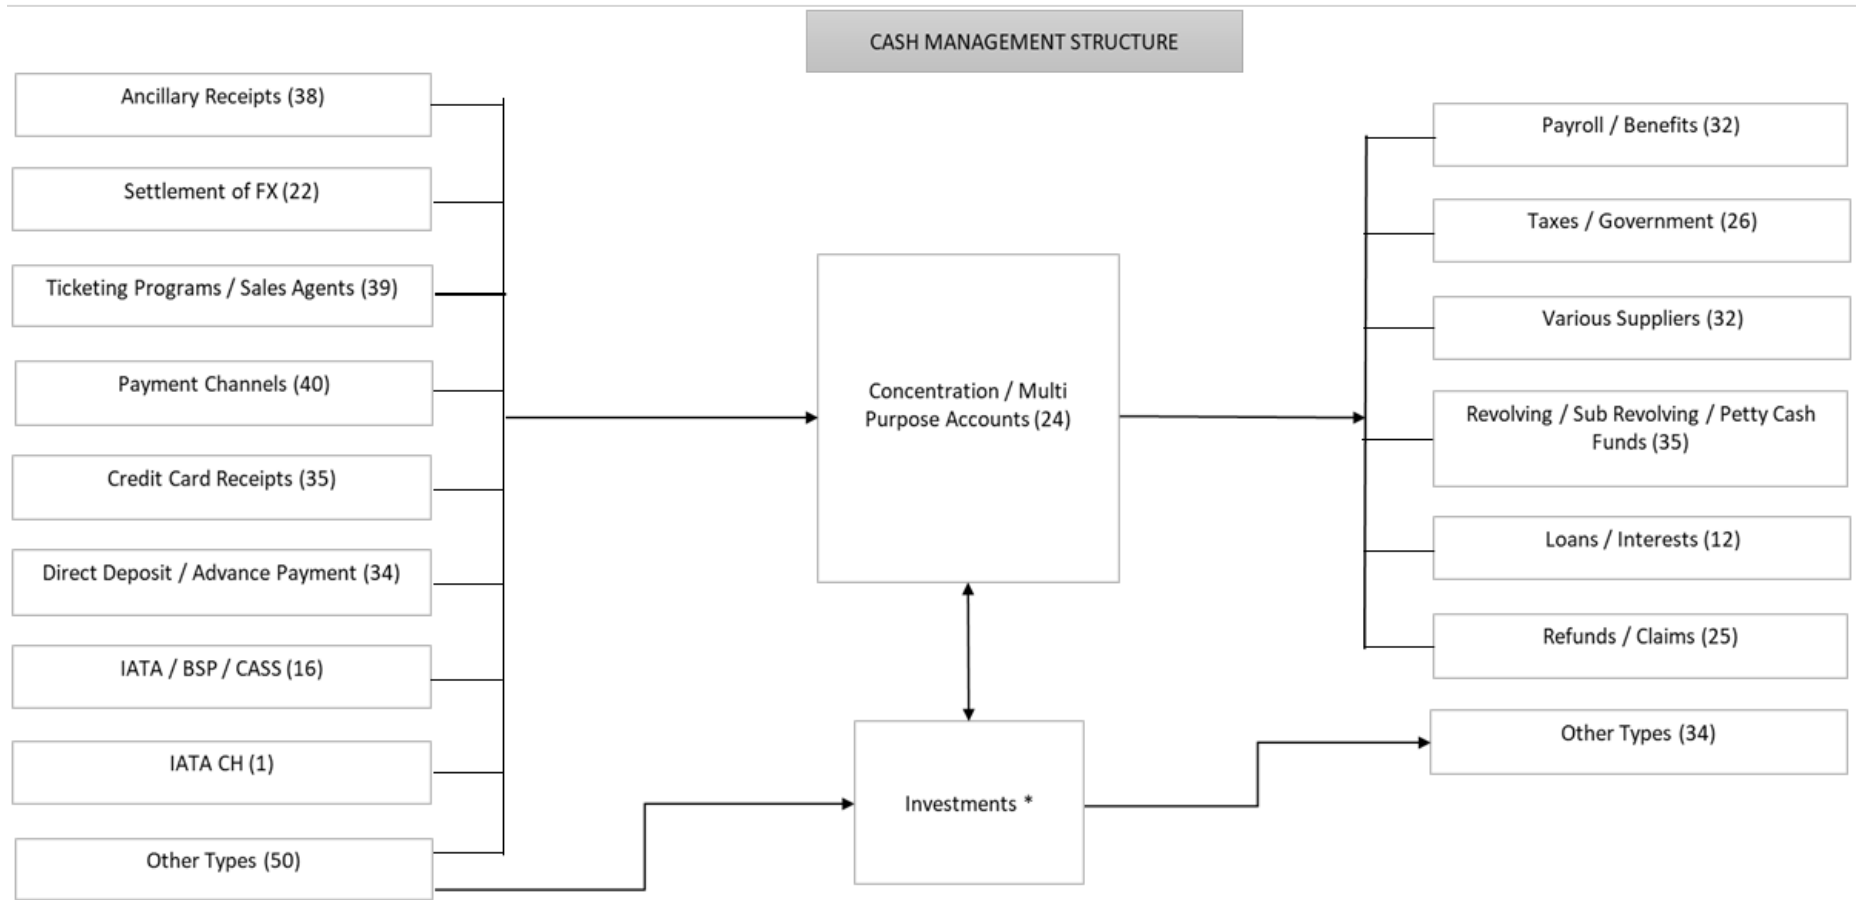 CASH MANAGEMENT STRUCTURE
Ancillary Receipts (38)
Settlement of FX (22)
Ticketing Programs / Sales Agents (39)
Payment Channels (40)
Credit Card Receipts (35)
Direct Deposit / Advance Payment (34)
IATA / BSP / CASS (16)
IATA CH (1)
Other Types (50)
Concentration / Multi
Purpose Accounts (24)
Investments *
Payroll / Benefits (32)
Taxes / Government (26)
Various Suppliers (32)
Revolving / Sub Revolving / Petty Cash
Funds (35)
Loans / Interests (12)
Refunds / Claims (25)
Other Types (34)